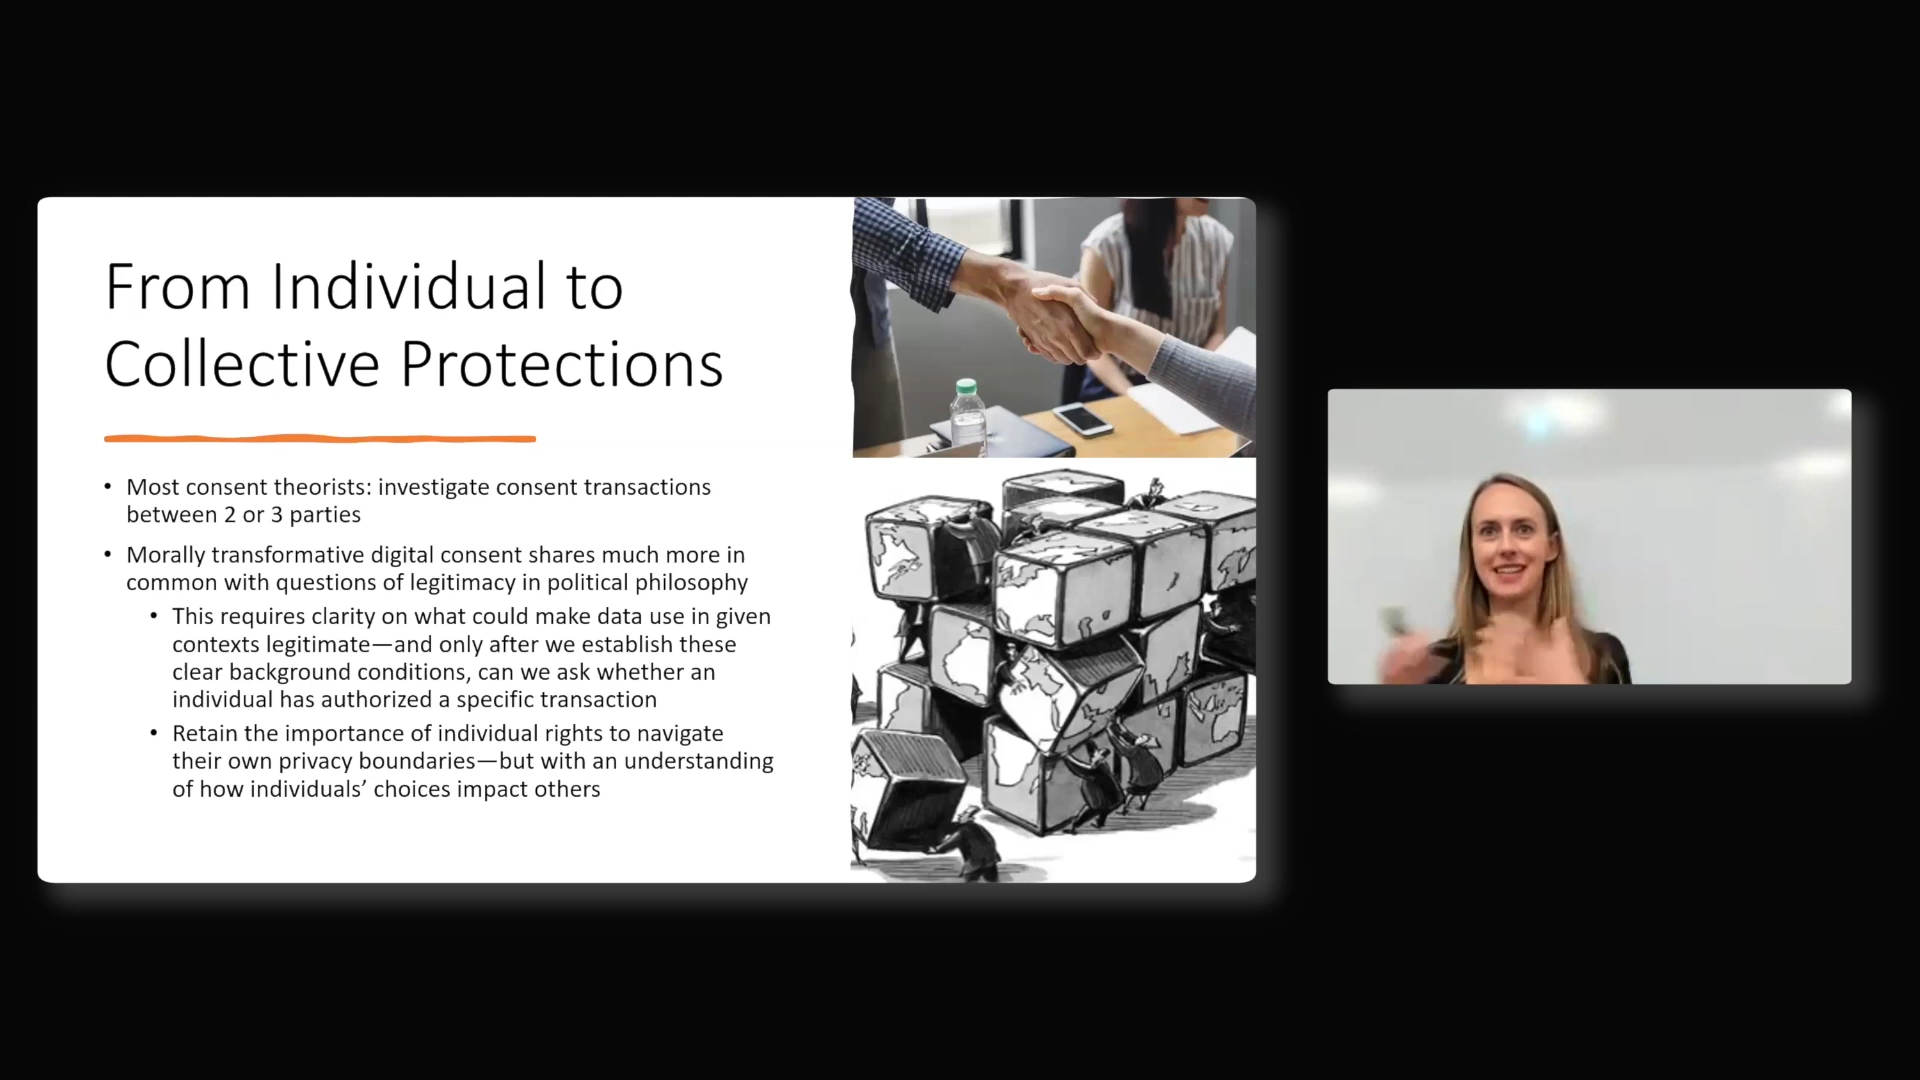 From Individual to
Collective Protections
• Most consent theorists: investigate consent transactions
between 2 or 3 parties
• Morally transformative digital consent shares much more in
common with questions of legitimacy in political philosophy
• This requires clarity on what could make data use in given
contexts legitimate—and only after we establish these
clear background conditions, can we ask whether an
individual has authorized a specific transaction
• Retain the importance of individual rights to navigate
their own privacy boundaries—but with an understanding
of how individuals’ choices impact others